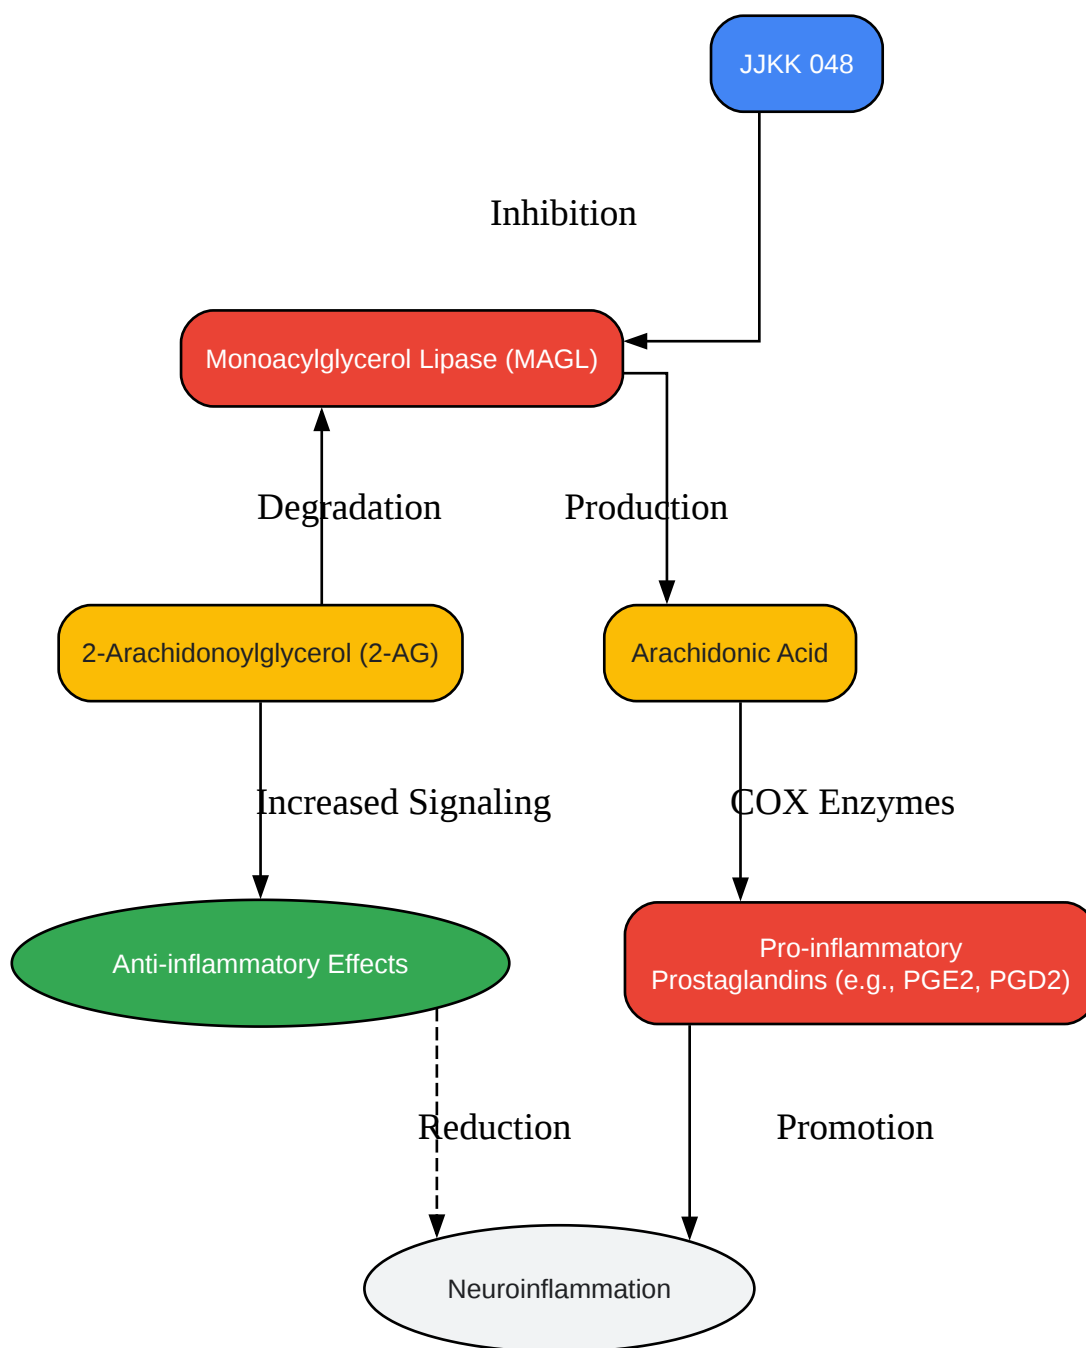 JJKK 048
Inhibition
Monoacylglycerol Lipase (MAGL)
Degradation
Production
2-Arachidonoylglycerol (2-AG)
Arachidonic Acid
Increased Signaling
COX Enzymes
Anti-inflammatory Effects
Pro-inflammatory
Prostaglandins (e.g., PGE2, PGD2)
Reduction
Promotion
Neuroinflammation